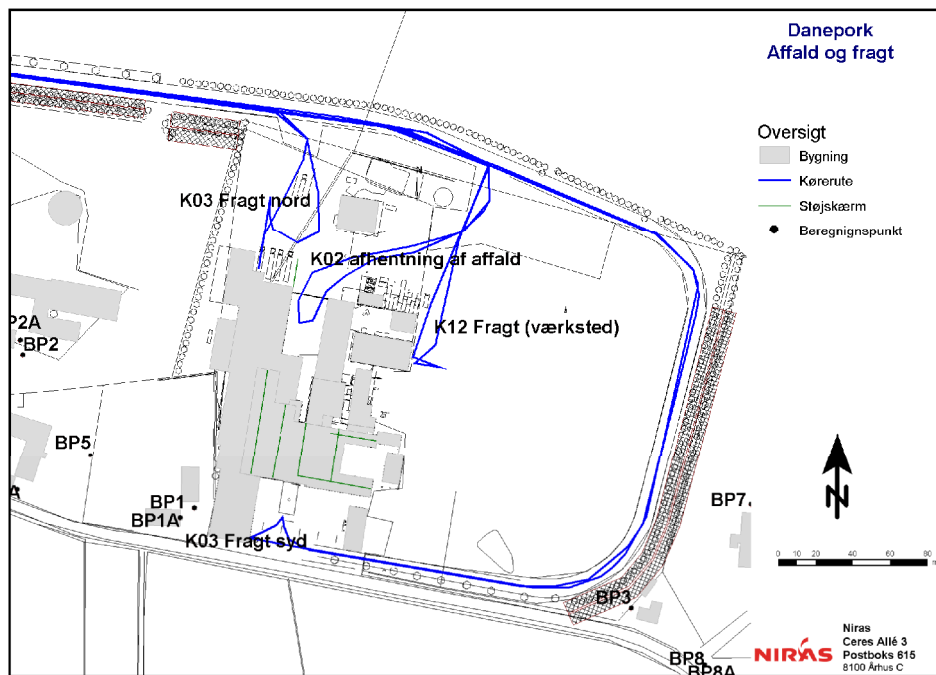 Danepork
Affald og fragt
Oversigt
Bygning
Kørerute
Støjskærm
Beregnignspunkt
K03 Fragt nord
K02 afhentning af affald
K12 Fragt (værksted)
P2A
BP2
BP5
BP1
BP1A
K03 Fragt syd
BP7
BP3
BP8
BP8A
A
N
0 10 20 40 60 80
m
NIRAS
Niras
Ceres Allé 3
Postboks 615
8100 Århus C